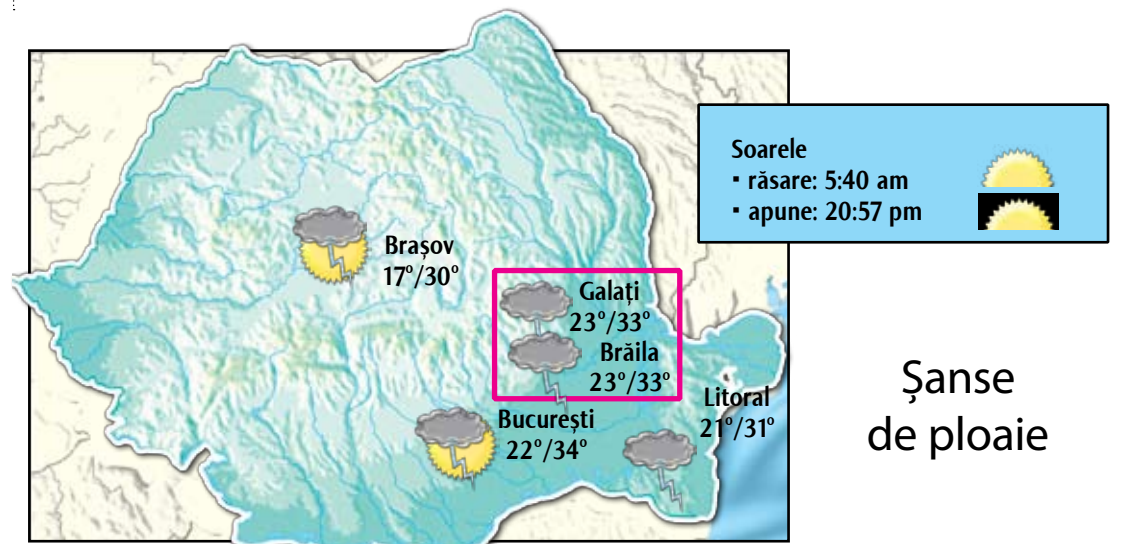 Soarele
▪ răsare: 5:40 am
▪ apune: 20:57 pm
Brașov
17°/30°
Galați
23°/33°
Brăila
23°/33°
Litoral
21°/31°
București
22°/34°
Șanse
de ploaie